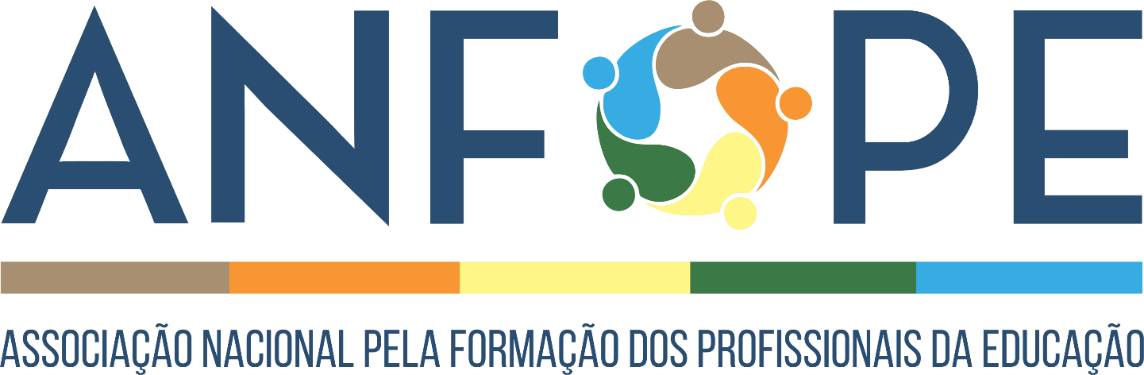 ANFOPE
ASSOCIAÇÃO NACIONAL PELA FORMAÇÃO DOS PROFISSIONAIS DA EDUCAÇÃO